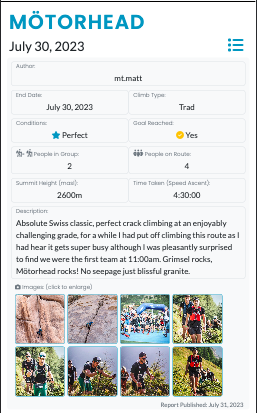 MÖTORHEAD
July 30, 2023
Author:
mt.matt
End Date:
July 30, 2023
Climb Type:
Trad
Conditions:
Perfect
Goal Reached:
Yes
People in Group:
2
People on Route:
4
Summit Height (masl):
2600m
Time Taken (Speed Ascent):
4:30:00
Description:
Absolute Swiss classic, perfect crack climbing at an enjoyably
challenging grade, for a while I had put off climbing this route as I
had hear it gets super busy although I was pleasantly surprised
to find we were the first team at 11:00am. Grimsel rocks,
Mötorhead rocks! No seepage just blissful granite.
Images: (click to enlarge)
Report Published: July 31, 2023